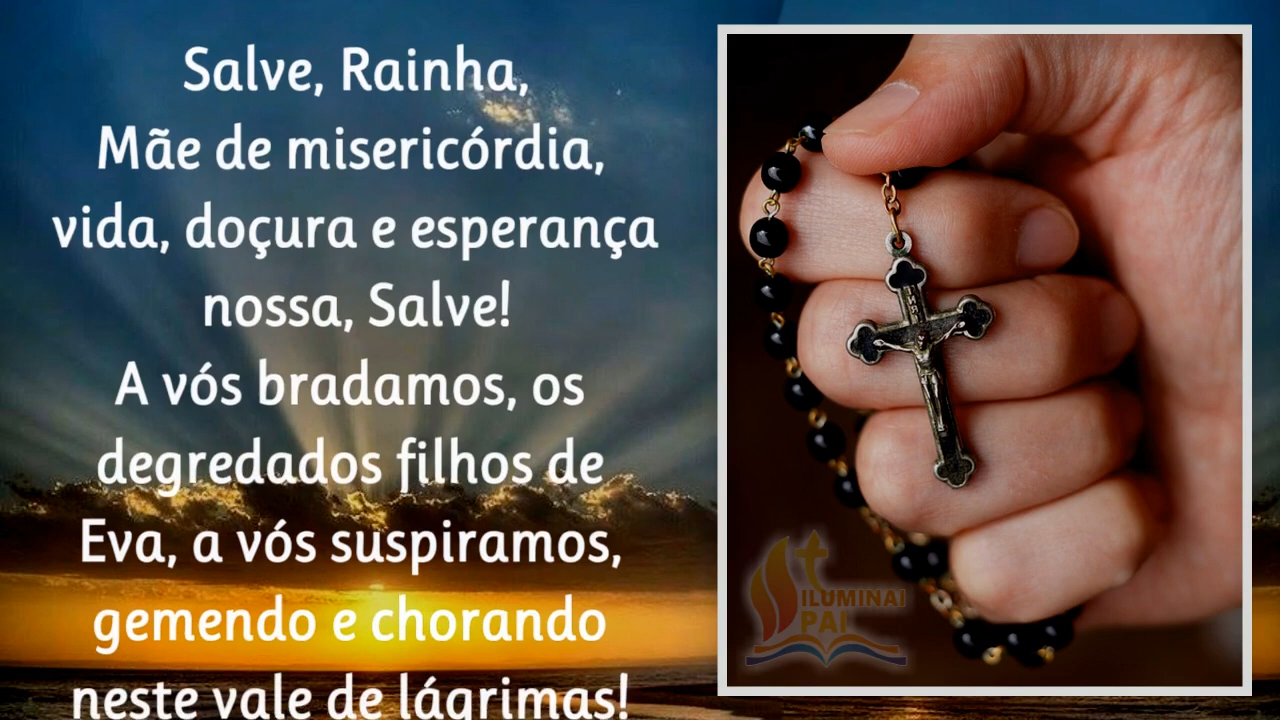 Salve, Rainha,
Mãe de misericórdia,
vida, doçura e esperança
nossa, Salve!
A vós bradamos, os
degredados filhos de
Eva, a vós suspiramos,
gemendo e chorando
neste vale de lágrimas!
ILUMINAI
PAI